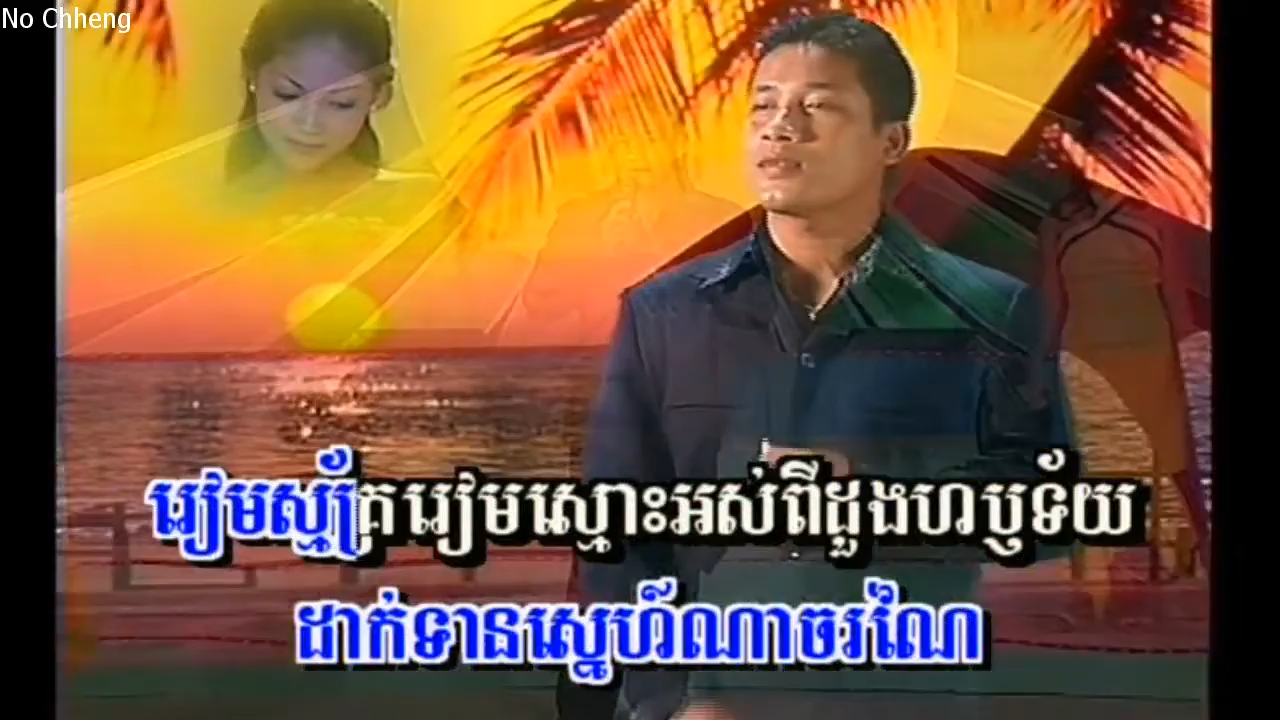 No Chheng
រៀមស្ម័គ្ររៀមស្មោះអស់ពីដួងហឫទ័យ
ដាក់ទានស្នេហ៍ណាចរណៃ